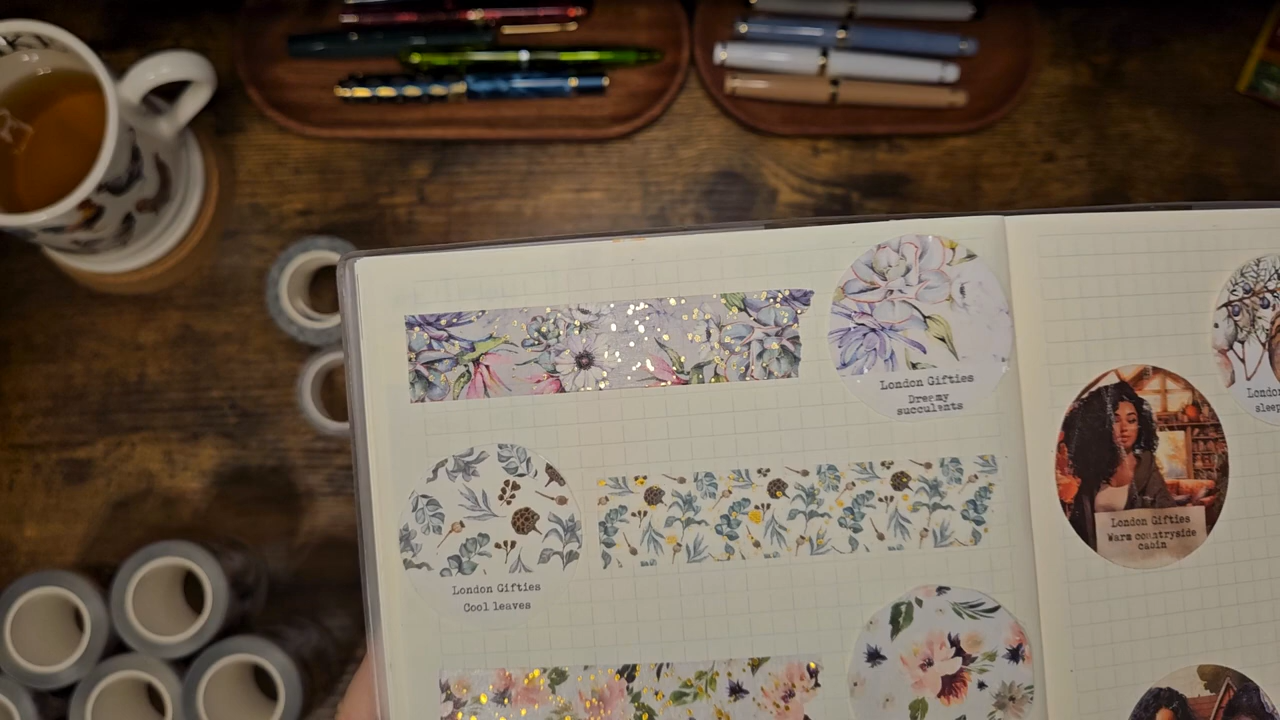 London Gifties
Dreamy
succulents
London Gifties
Cool leaves
London Gifties
Warm countryside
cabin